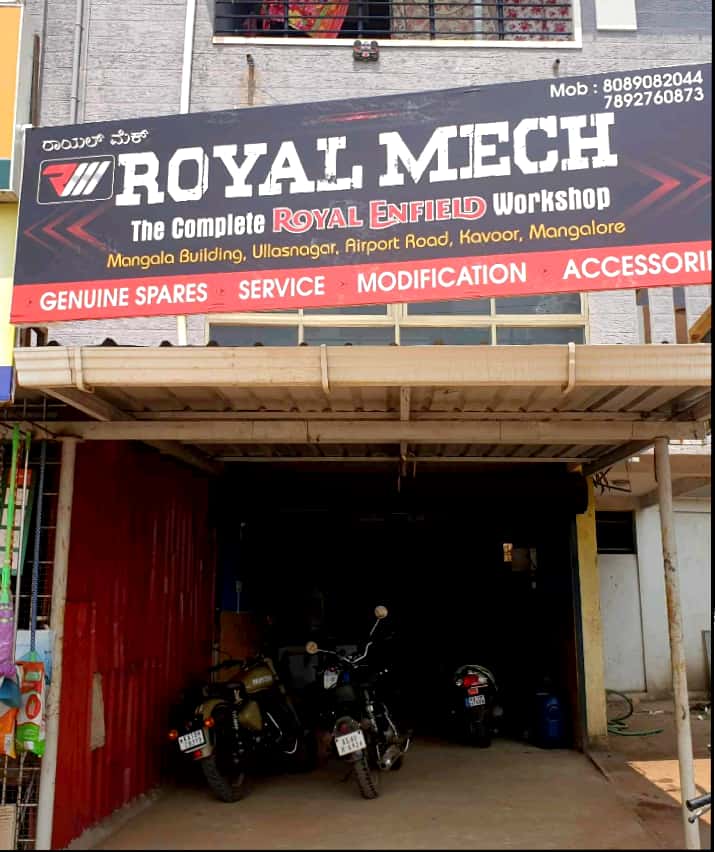 Mob : 8089082044
7892760873
ರಾಯಲ್ ಮೆಕ್
RM ROYAL MECH
The Complete ROYAL ENFIELD Workshop
Mangala Building, Ullasnagar, Airport Road, Kavoor, Mangalore
GENUINE SPARES SERVICE MODIFICATION ACCESSORI